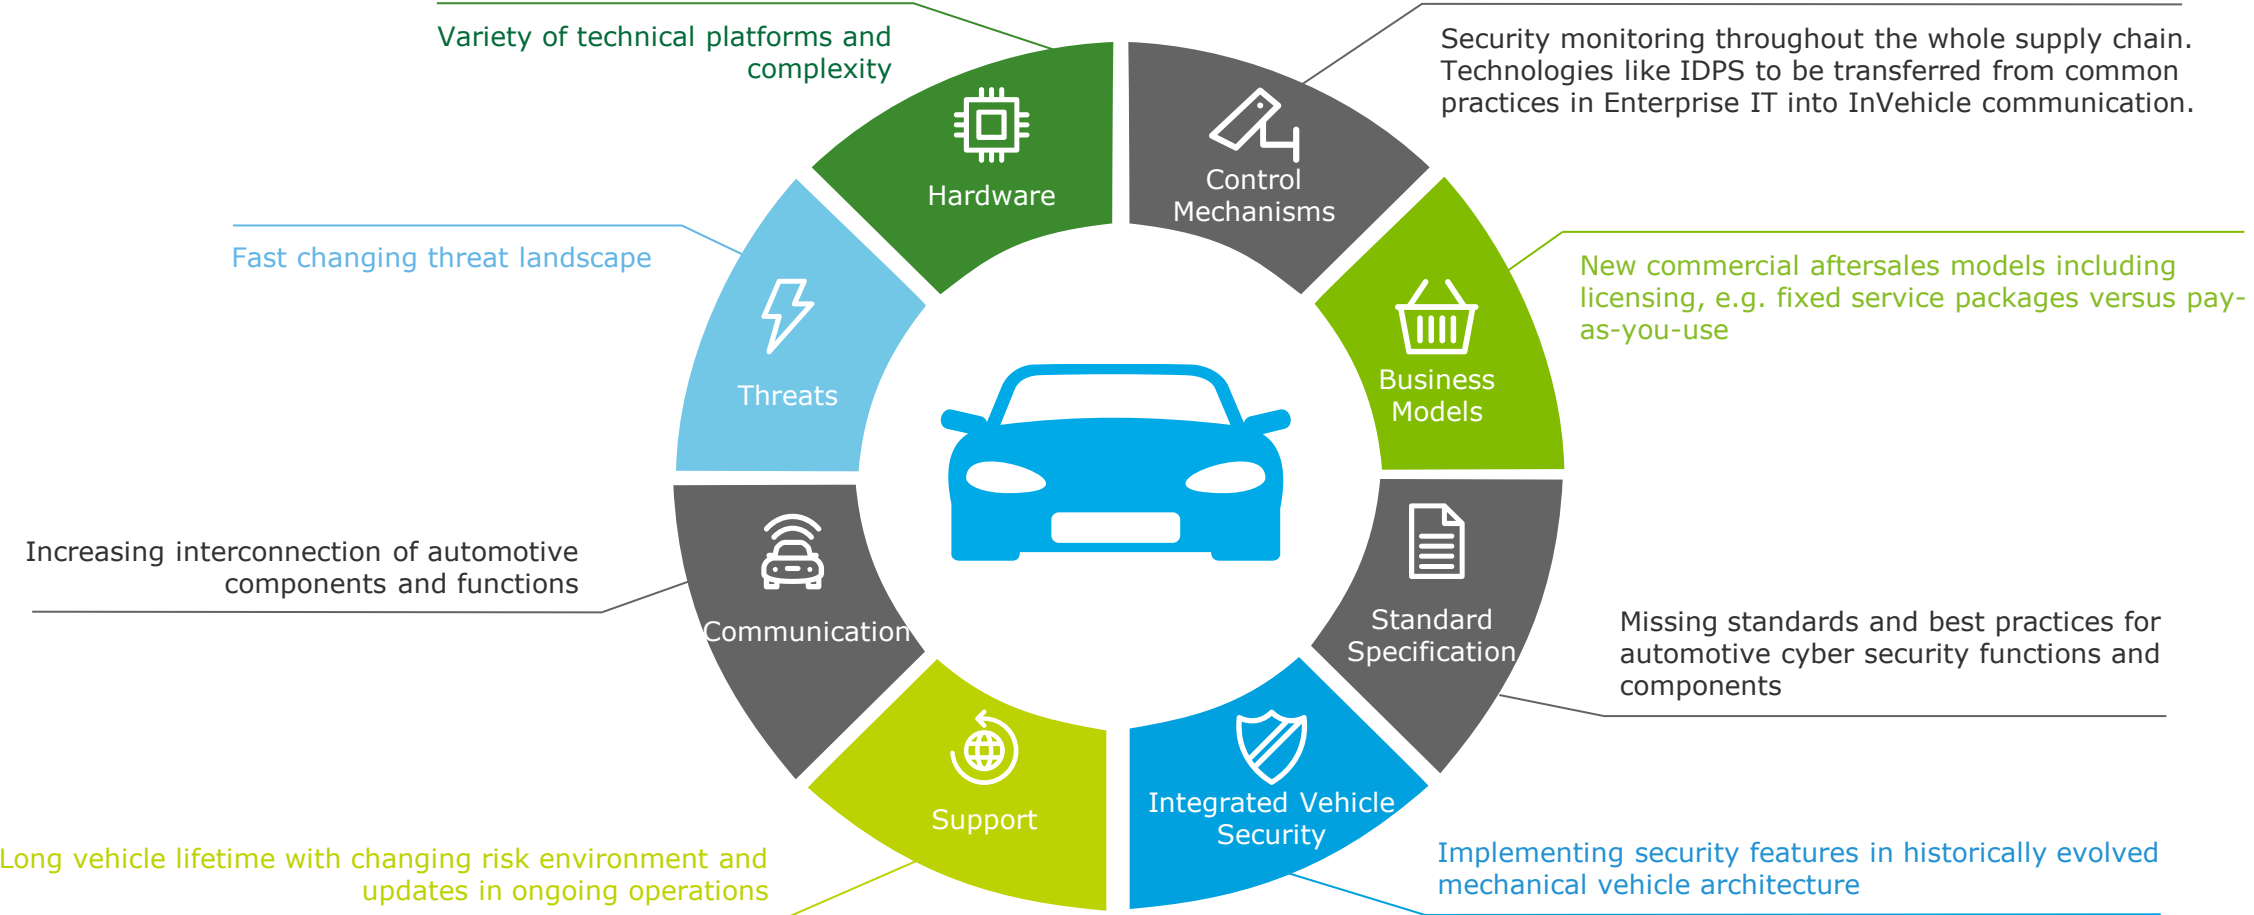 Variety of technical platforms and
complexity
Security monitoring throughout the whole supply chain.
Technologies like IDPS to be transferred from common
practices in Enterprise IT into InVehicle communication.
Hardware
Control
Mechanisms
Fast changing threat landscape
New commercial aftersales models including
licensing, e.g. fixed service packages versus pay-
as-you-use
Threats
Business
Models
Increasing interconnection of automotive
components and functions
Communication
Standard
Specification
Missing standards and best practices for
automotive cyber security functions and
components
Support
Integrated Vehicle
Security
Long vehicle lifetime with changing risk environment and
updates in ongoing operations
Implementing security features in historically evolved
mechanical vehicle architecture